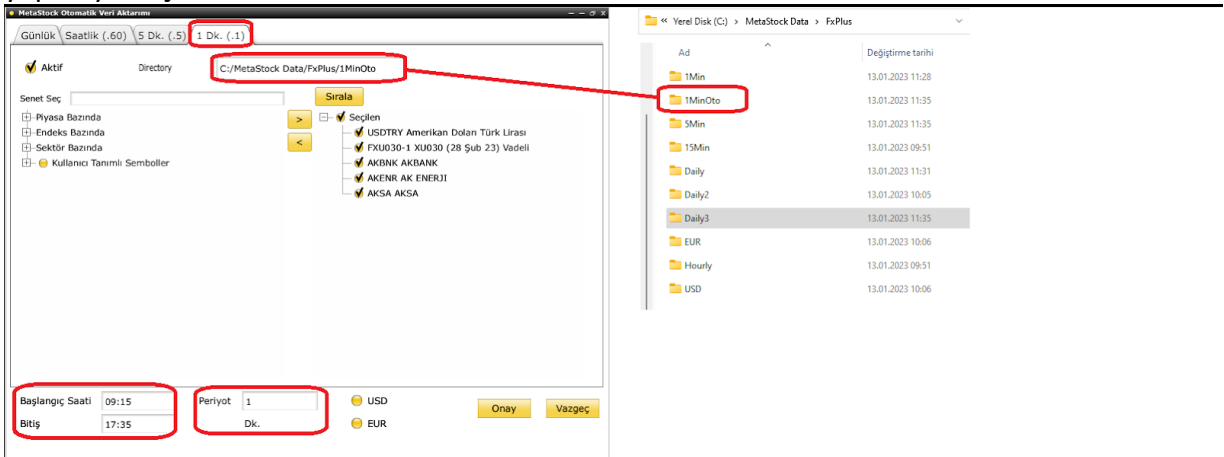 MetaStock Otomatik Veri Aktarımı
Günlük Saatlik (.60) 5 Dk. (.5) 1 Dk. (.1)
Aktif Directory C:/MetaStock Data/FxPlus/1MinOto
Senet Seç Sırala
Piyasa Bazında
Endeks Bazında
Sektör Bazında
Kullanıcı Tanımlı Semboller
>
<
Seçilen
USDTRY Amerikan Doları Türk Lirası
FXU030-1 XU030 (28 Şub 23) Vadeli
AKBNK AKBANK
AKENR AK ENERJI
AKSA AKSA
Başlangıç Saati 09:15 Periyot 1 USD
Bitiş 17:35 Dk. EUR
Onay Vazgeç
« Yerel Disk (C:) > MetaStock Data > FxPlus
Ad Değiştirme tarihi
1Min 13.01.2023 11:28
1MinOto 13.01.2023 11:35
5Min 13.01.2023 11:35
15Min 13.01.2023 09:51
Daily 13.01.2023 11:31
Daily2 13.01.2023 10:05
Daily3 13.01.2023 11:35
EUR 13.01.2023 10:06
Hourly 13.01.2023 09:51
USD 13.01.2023 10:06